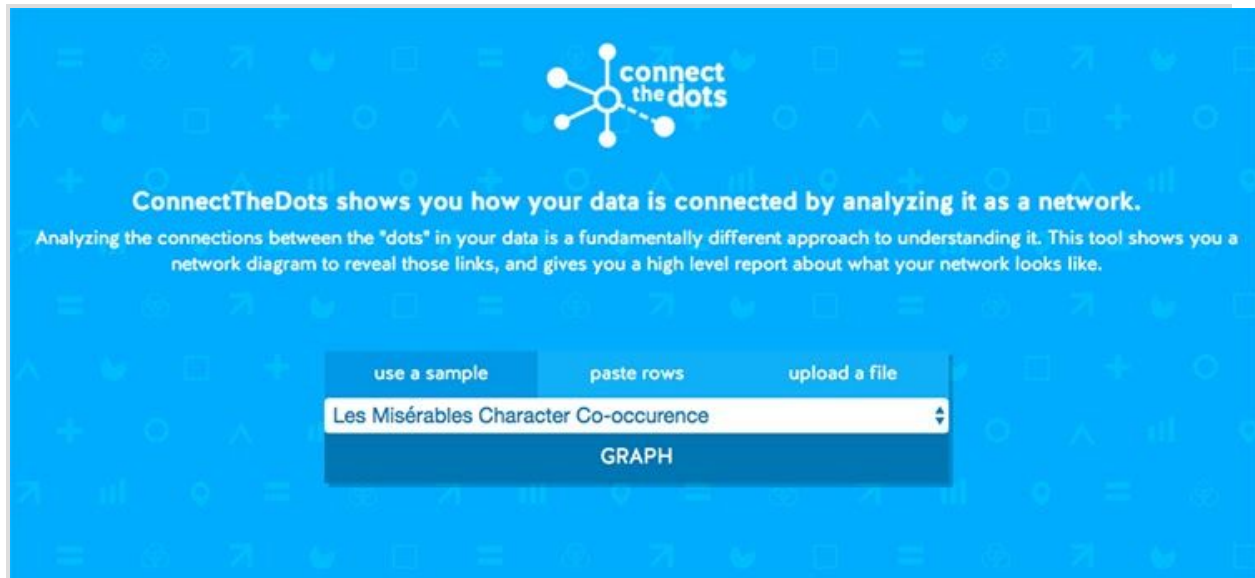 connect
the dots
ConnectTheDots shows you how your data is connected by analyzing it as a network.
Analyzing the connections between the "dots" in your data is a fundamentally different approach to understanding it. This tool shows you a
network diagram to reveal those links, and gives you a high level report about what your network looks like.
use a sample paste rows upload a file
Les Misérables Character Co-occurence
GRAPH